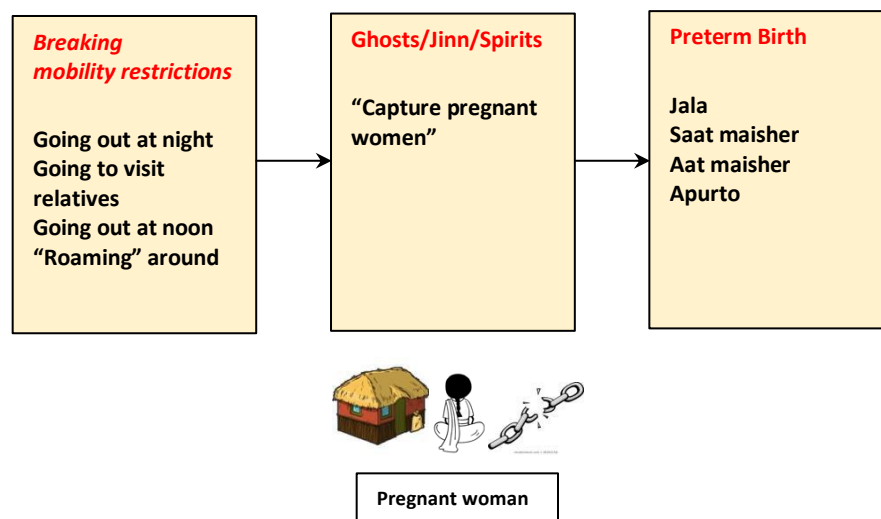 Breaking
mobility restrictions
Going out at night
Going to visit
relatives
Going out at noon
“Roaming” around
Ghosts/Jinn/Spirits
“Capture pregnant
women”
Preterm Birth
Jala
Saat maisher
Aat maisher
Apurto
Pregnant woman